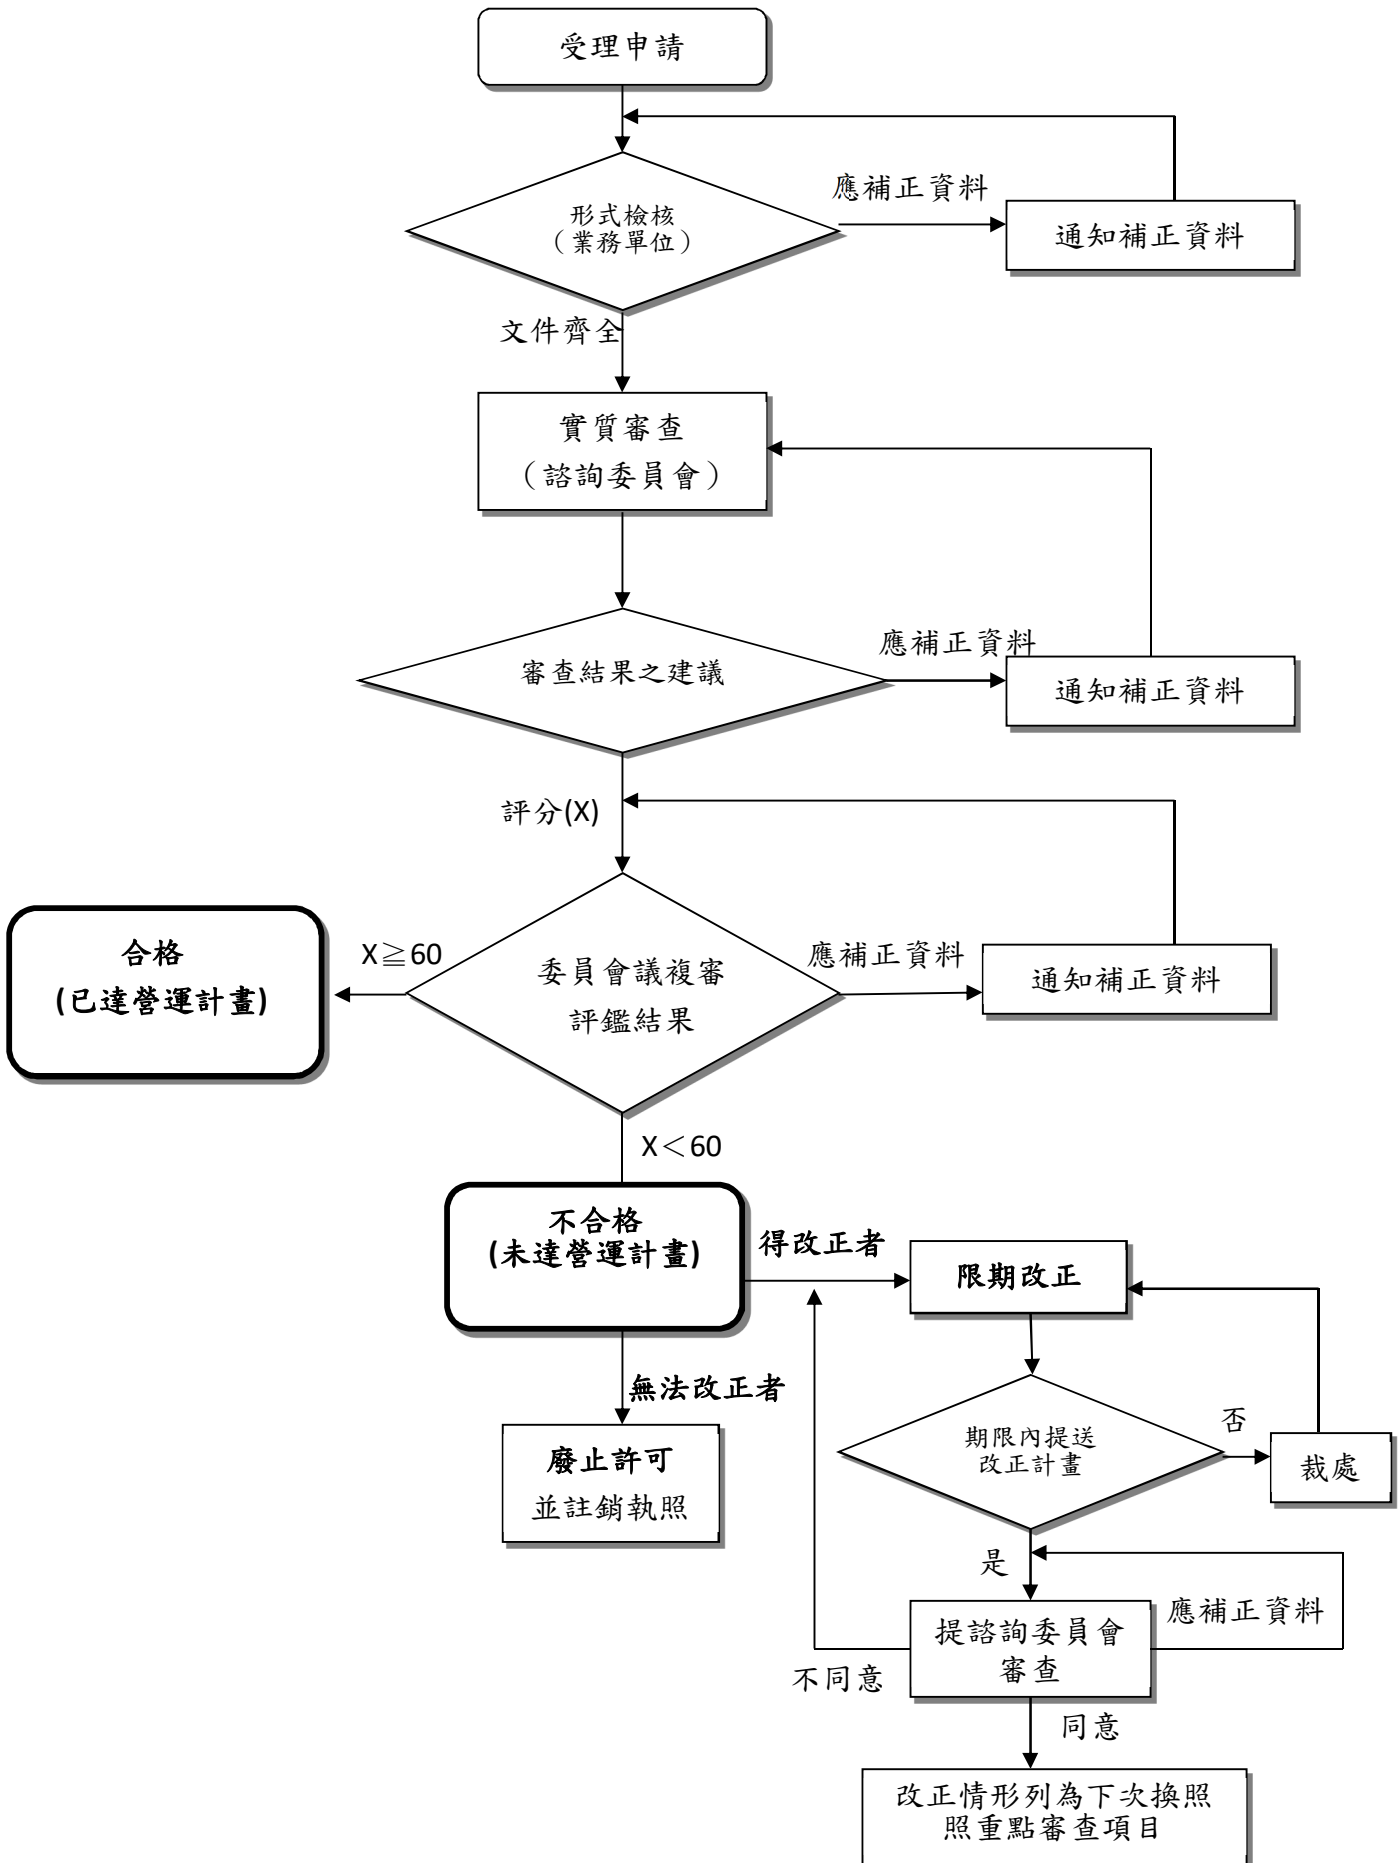 受理申請
應補正資料
形式檢核
（業務單位）
通知補正資料
文件齊全
實質審查
（諮詢委員會）
應補正資料
審查結果之建議
通知補正資料
評分(X)
合格
(已達營運計畫)
X≧60
委員會議複審
評鑑結果
應補正資料
通知補正資料
X＜60
不合格
(未達營運計畫)
得改正者
限期改正
無法改正者
廢止許可
並註銷執照
期限內提送
改正計畫
否
裁處
是
應補正資料
提諮詢委員會
審查
不同意
同意
改正情形列為下次換照
照重點審查項目